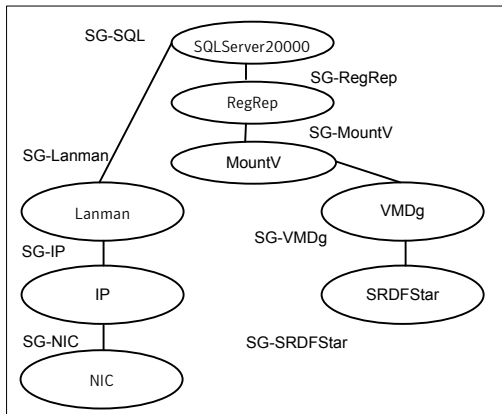 SG-SQL
SQLServer20000
SG-RegRep
RegRep
SG-MountV
SG-Lanman
MountV
Lanman
VMDg
SG-IP
SG-VMDg
IP
SRDFStar
SG-NIC
SG-SRDFStar
NIC